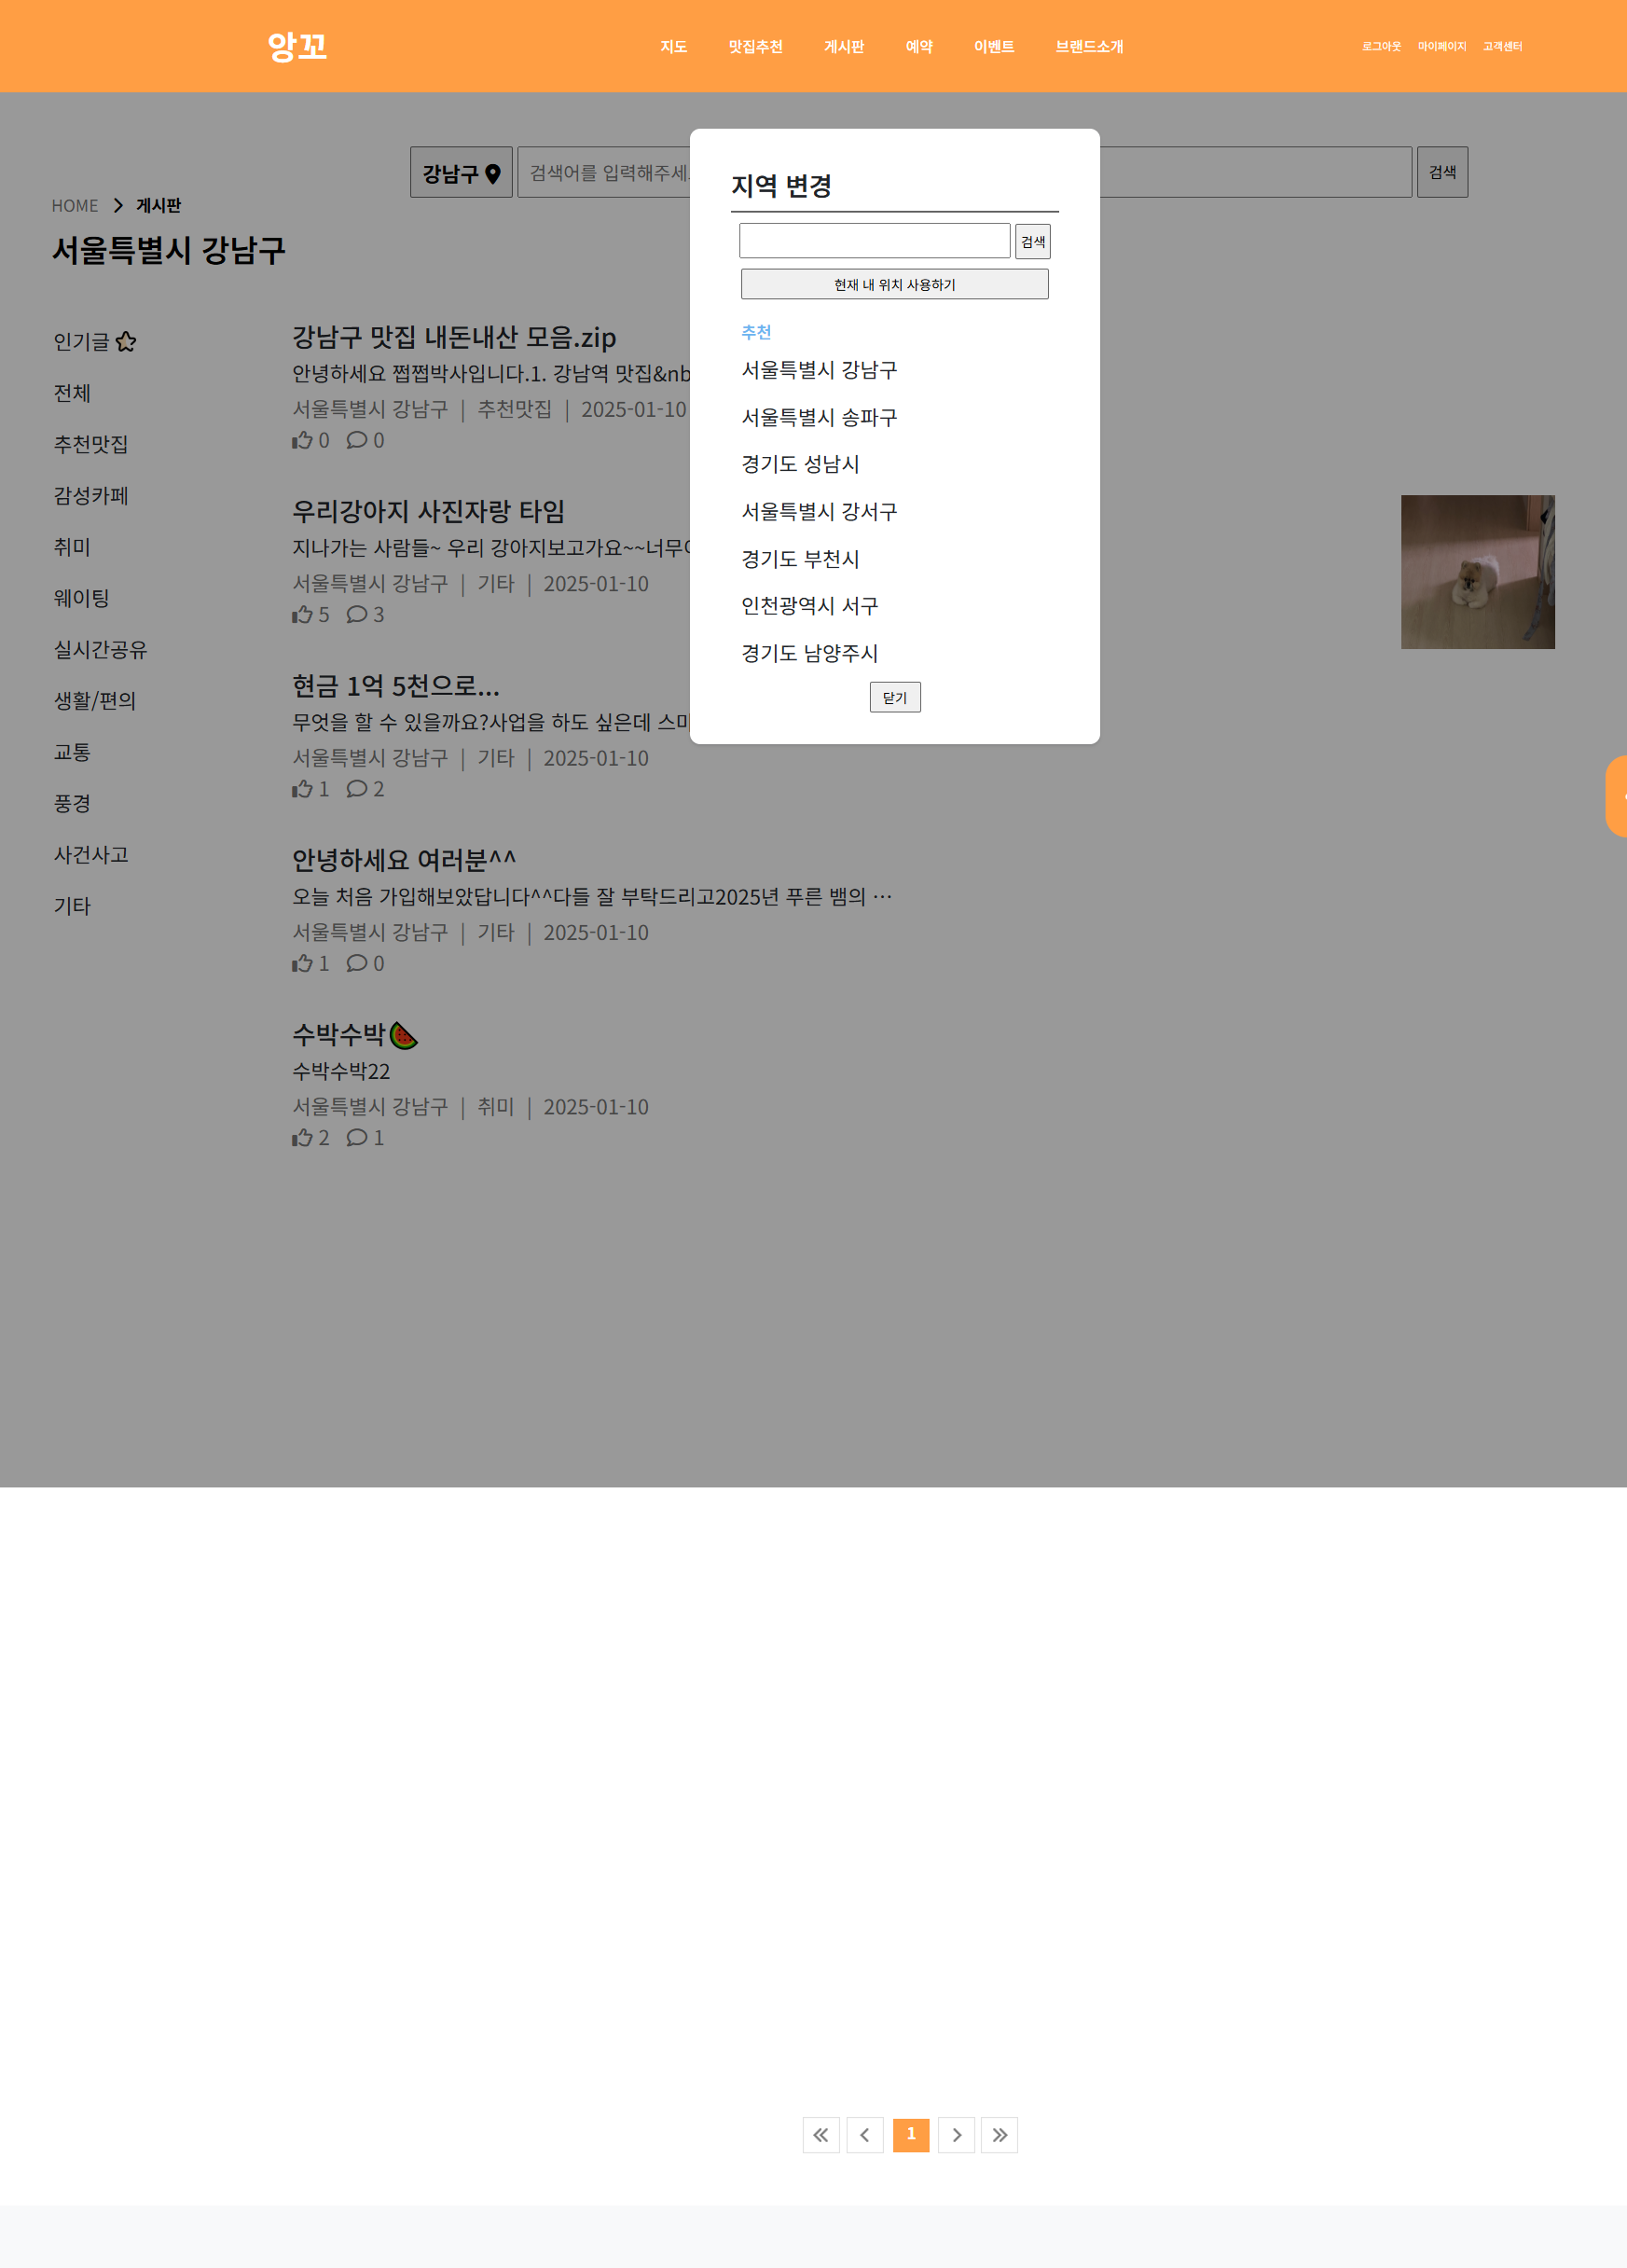 앙꼬
지도 맛집추천 게시판 예약 이벤트 브랜드소개
로그아웃 마이페이지 고객센터
강남구 검색어를 입력해주세 검색
HOME > 게시판
서울특별시 강남구
인기글
전체
추천맛집
감성카페
취미
웨이팅
실시간공유
생활/편의
교통
풍경
사건사고
기타
강남구 맛집 내돈내산 모음.zip
안녕하세요 쩝쩝박사입니다.1. 강남역 맛집&nb
서울특별시 강남구 | 추천맛집 | 2025-01-10
0 0
우리강아지 사진자랑 타임
지나가는 사람들~ 우리 강아지보고가요~~너무
서울특별시 강남구 | 기타 | 2025-01-10
5 3
현금 1억 5천으로...
무엇을 할 수 있을까요?사업을 하도 싶은데 스마
서울특별시 강남구 | 기타 | 2025-01-10
1 2
안녕하세요 여러분^^
오늘 처음 가입해보았답니다^^다들 잘 부탁드리고2025년 푸른 뱀의 …
서울특별시 강남구 | 기타 | 2025-01-10
1 0
수박수박🍉
수박수박22
서울특별시 강남구 | 취미 | 2025-01-10
2 1
지역 변경
검색
현재 내 위치 사용하기
추천
서울특별시 강남구
서울특별시 송파구
경기도 성남시
서울특별시 강서구
경기도 부천시
인천광역시 서구
경기도 남양주시
닫기
1